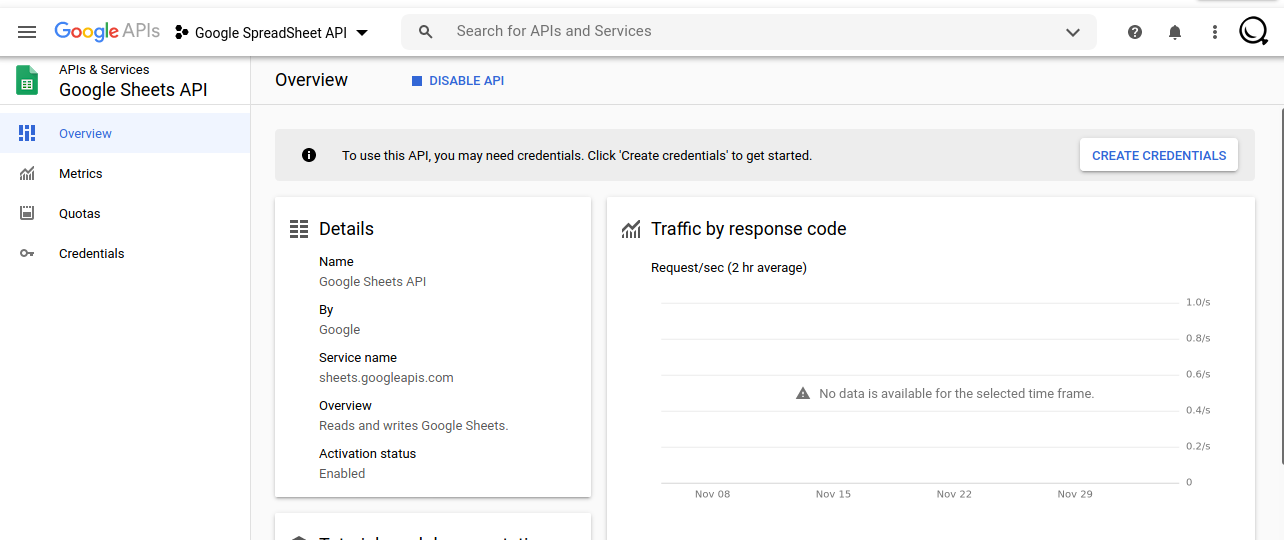 Google APIs
Google SpreadSheet API
Search for APIs and Services
APIs & Services
Google Sheets API
Overview
DISABLE API
Overview
Metrics
Quotas
Credentials
To use this API, you may need credentials. Click 'Create credentials' to get started.
CREATE CREDENTIALS
Details
Name
Google Sheets API
By
Google
Service name
sheets.googleapis.com
Overview
Reads and writes Google Sheets.
Activation status
Enabled
Traffic by response code
Request/sec (2 hr average)
1.0/s
0.8/s
0.6/s
No data is available for the selected time frame.
0.4/s
0.2/s
0
Nov 08
Nov 15
Nov 22
Nov 29